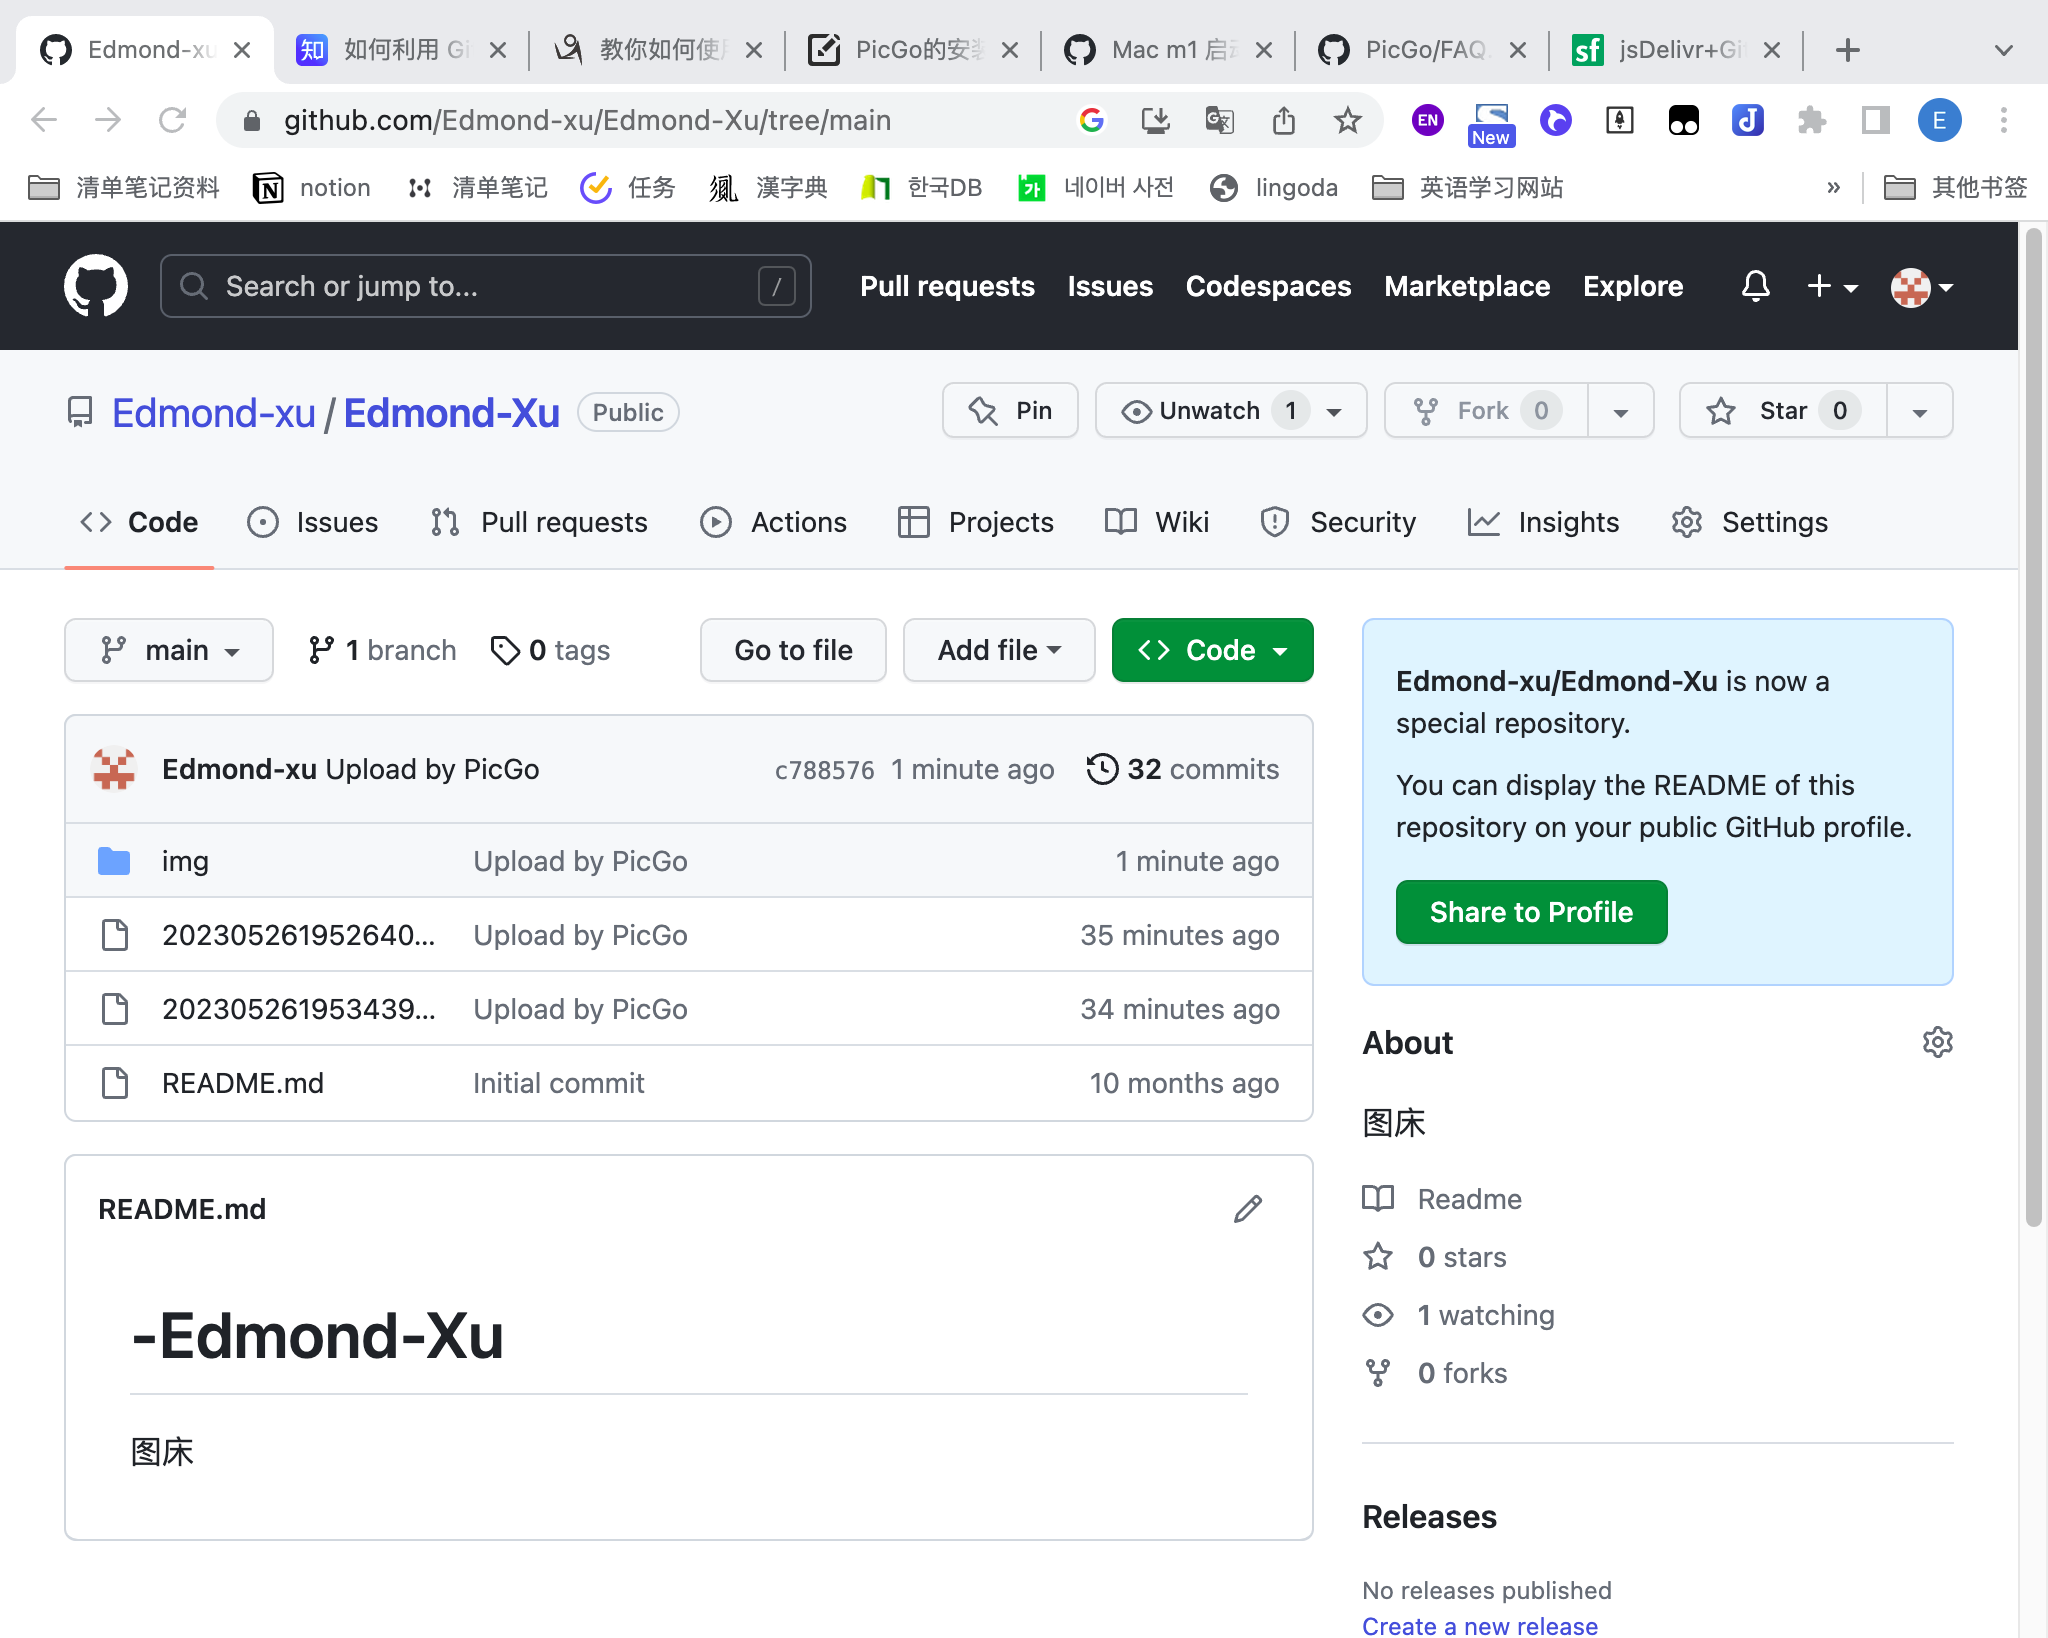 Edmond-xu
如何利用 Gi
教你如何使用
PicGo的安装
Mac m1 启动
PicGo/FAQ.
jsDelivr+Git
github.com/Edmond-xu/Edmond-Xu/tree/main
EN
New
E
清单笔记资料
notion
清单笔记
任务
漢字典
한국DB
네이버 사전
lingoda
英语学习网站
»
其他书签
Search or jump to...
/
Pull requests
Issues
Codespaces
Marketplace
Explore
Edmond-xu / Edmond-Xu
Public
Pin
Unwatch 1
Fork 0
Star 0
Code
Issues
Pull requests
Actions
Projects
Wiki
Security
Insights
Settings
main
1 branch
0 tags
Go to file
Add file
Code
Edmond-xu Upload by PicGo
c788576 1 minute ago
32 commits
img Upload by PicGo 1 minute ago
202305261952640... Upload by PicGo 35 minutes ago
202305261953439... Upload by PicGo 34 minutes ago
README.md Initial commit 10 months ago
README.md
-Edmond-Xu
图床
Edmond-xu/Edmond-Xu is now a
special repository.
You can display the README of this
repository on your public GitHub profile.
Share to Profile
About
图床
Readme
0 stars
1 watching
0 forks
Releases
No releases published
Create a new release